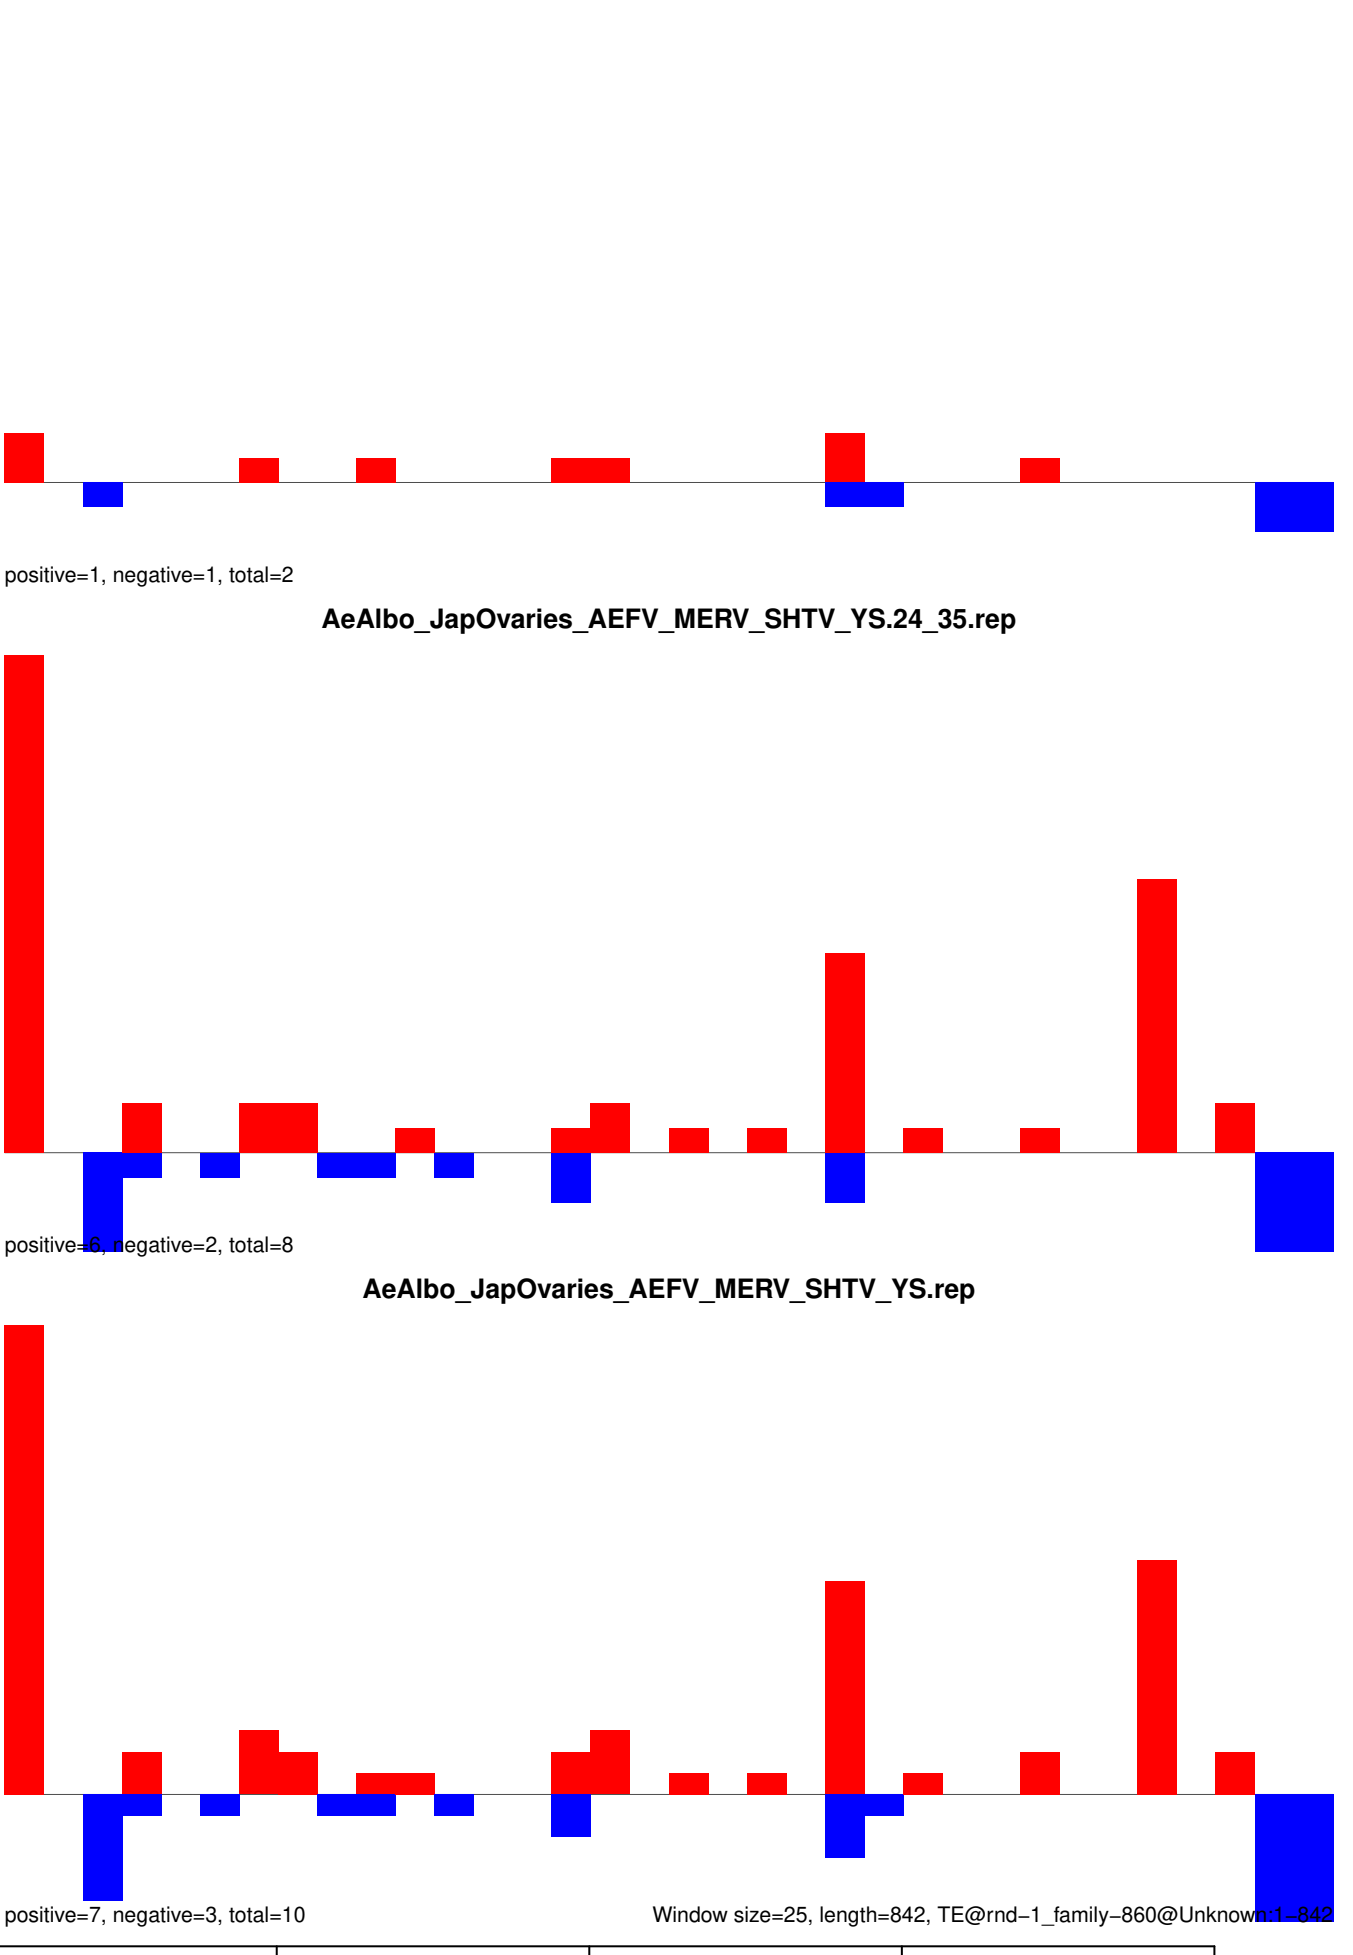 positive=1, negative=1, total=2
AeAlbo_JapOvaries_AEFV_MERV_SHTV_YS.24_35.rep
positive=6, negative=2, total=8
AeAlbo_JapOvaries_AEFV_MERV_SHTV_YS.rep
positive=7, negative=3, total=10
Window size=25, length=842, TE@rnd−1_family−860@Unknown:1−842